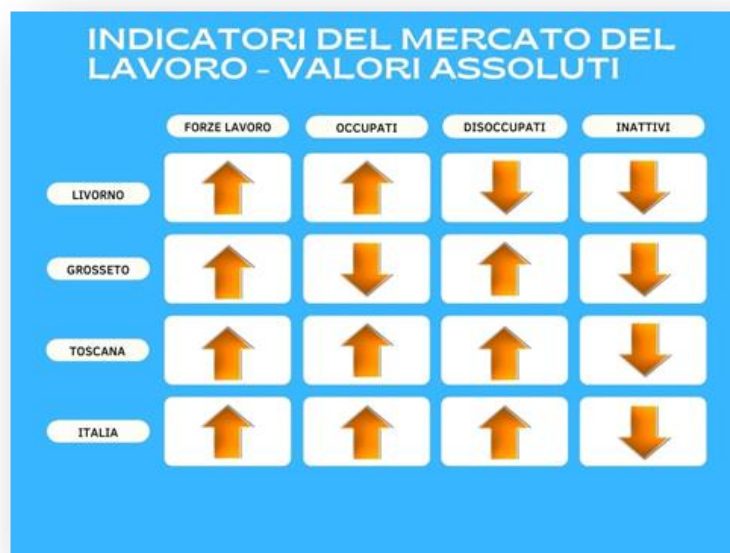 INDICATORI DEL MERCATO DEL
LAVORO - VALORI ASSOLUTI
FORZE LAVORO OCCUPATI DISOCCUPATI INATTIVI
LIVORNO
GROSSETO
TOSCANA
ITALIA